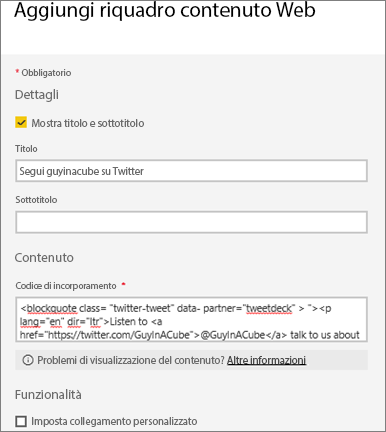 Aggiungi riquadro contenuto Web
* Obbligatorio
Dettagli
Mostra titolo e sottotitolo
Titolo
Segui guyinacube su Twitter
Sottotitolo
Contenuto
Codice di incorporamento *
<blockquote class= "twitter-tweet" data- partner="tweetdeck" > "><p
lang="en" dir="ltr">Listen to <a
href="https://twitter.com/GuyInACube">@GuyInACube</a> talk to us about
Problemi di visualizzazione del contenuto? Altre informazioni
Funzionalità
Imposta collegamento personalizzato